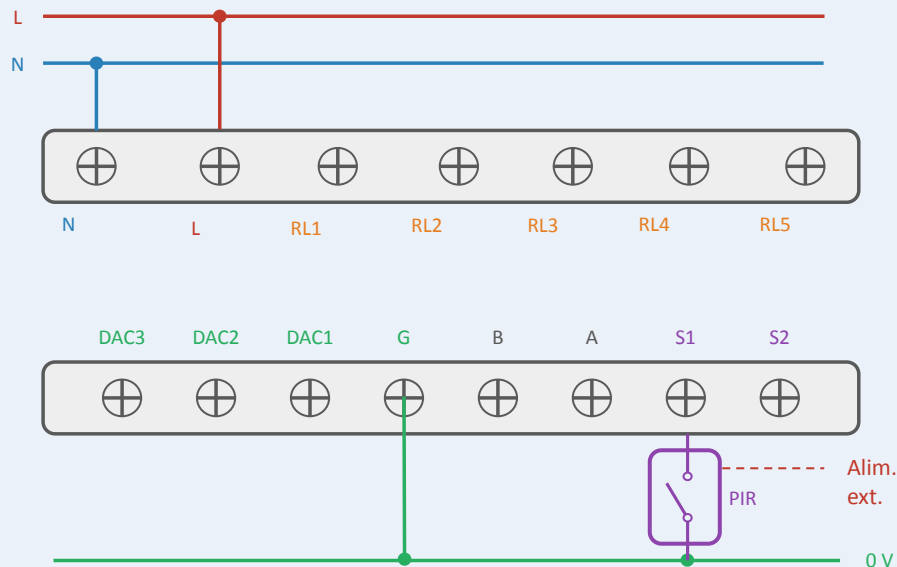 L
N
N L RL1 RL2 RL3 RL4 RL5
DAC3 DAC2 DAC1 G B A S1 S2
Alim.
PIR ext.
0 V